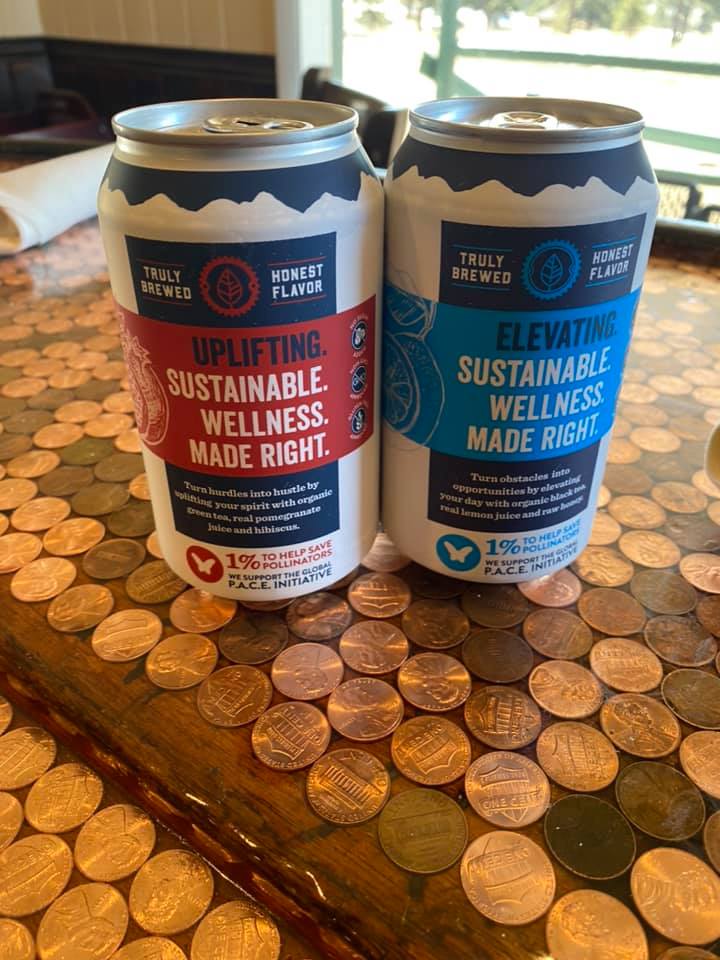 TRULY
BREWED
HONEST
FLAVOR
UPLIFTING.
SUSTAINABLE.
WELLNESS.
MADE RIGHT.
Turn hurdles into hustle by
uplifting your spirit with organic
green tea, real pomegranate
juice and hibiscus.
1% TO HELP SAVE
POLLINATORS
WE SUPPORT THE GLOBAL
P.A.C.E. INITIATIVE
TRULY
BREWED
HONEST
FLAVOR
ELEVATING.
SUSTAINABLE.
WELLNESS.
MADE RIGHT.
Turn obstacles into
opportunities by elevating
your day with organic black tea,
real lemon juice and raw honey.
1% TO HELP SAVE
POLLINATORS
WE SUPPORT THE GLOBAL
P.A.C.E. INITIATIVE
ONE CENT